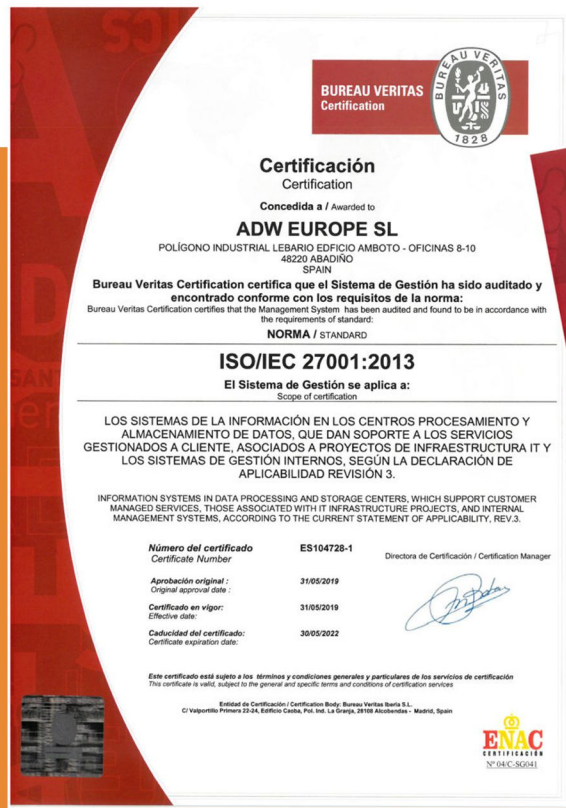 BUREAU VERITAS
Certification
BUREAU VERITAS
1828
Certificación
Certification
Concedida a / Awarded to
ADW EUROPE SL
POLÍGONO INDUSTRIAL LEBARIO EDFICIO AMBOTO - OFICINAS 8-10
48220 ABADIÑO
SPAIN
Bureau Veritas Certification certifica que el Sistema de Gestión ha sido auditado y
encontrado conforme con los requisitos de la norma:
Bureau Veritas Certification certifies that the Management System has been audited and found to be in accordance with
the requirements of standard:
NORMA / STANDARD
ISO/IEC 27001:2013
El Sistema de Gestión se aplica a:
Scope of certification
LOS SISTEMAS DE LA INFORMACIÓN EN LOS CENTROS PROCESAMIENTO Y
ALMACENAMIENTO DE DATOS, QUE DAN SOPORTE A LOS SERVICIOS
GESTIONADOS A CLIENTE, ASOCIADOS A PROYECTOS DE INFRAESTRUCTURA IT Y
LOS SISTEMAS DE GESTIÓN INTERNOS, SEGÚN LA DECLARACIÓN DE
APLICABILIDAD REVISIÓN 3.
INFORMATION SYSTEMS IN DATA PROCESSING AND STORAGE CENTERS, WHICH SUPPORT CUSTOMER
MANAGED SERVICES, THOSE ASSOCIATED WITH IT INFRASTRUCTURE PROJECTS, AND INTERNAL
MANAGEMENT SYSTEMS, ACCORDING TO THE CURRENT STATEMENT OF APPLICABILITY, REV.3.
Número del certificado ES104728-1
Certificate Number
Directora de Certificación / Certification Manager
Aprobación original : 31/05/2019
Original approval date :
Certificado en vigor: 31/05/2019
Effective date:
Caducidad del certificado: 30/05/2022
Certificate expiration date:
Este certificado está sujeto a los términos y condiciones generales y particulares de los servicios de certificación
This certificate is valid, subject to the general and specific terms and conditions of certification services
Entidad de Certificación / Certification Body: Bureau Veritas Iberia S.L.
C/ Valportillo Primera 22-24, Edificio Caoba, Pol. Ind. La Granja, 28108 Alcobendas - Madrid, Spain
ENAC
CERTIFICACIÓN
Nº 04/C-SG041